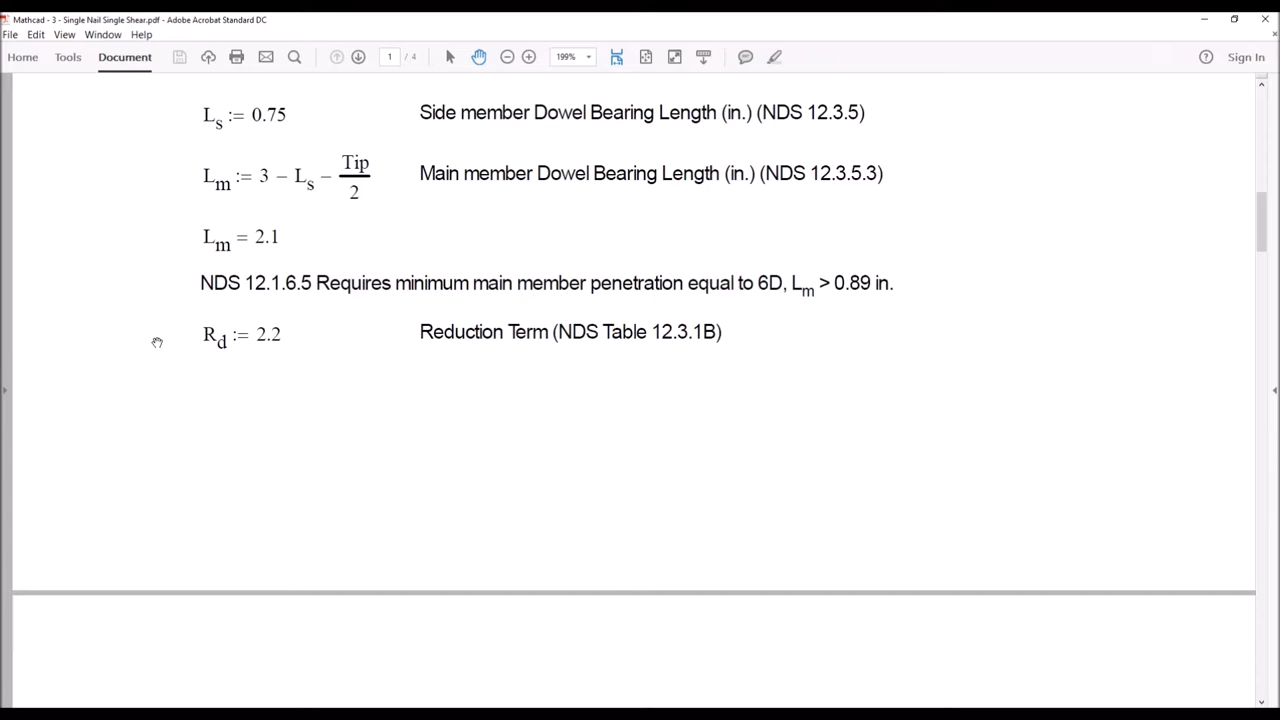 Mathcad - 3 - Single Nail Single Shear.pdf - Adobe Acrobat Standard DC
File Edit View Window Help
Home Tools Document 1 / 4 199% Sign In
Ls := 0.75 Side member Dowel Bearing Length (in.) (NDS 12.3.5)
Lm := 3 − Ls − Tip/2 Main member Dowel Bearing Length (in.) (NDS 12.3.5.3)
Lm = 2.1
NDS 12.1.6.5 Requires minimum main member penetration equal to 6D, Lm > 0.89 in.
Rd := 2.2 Reduction Term (NDS Table 12.3.1B)